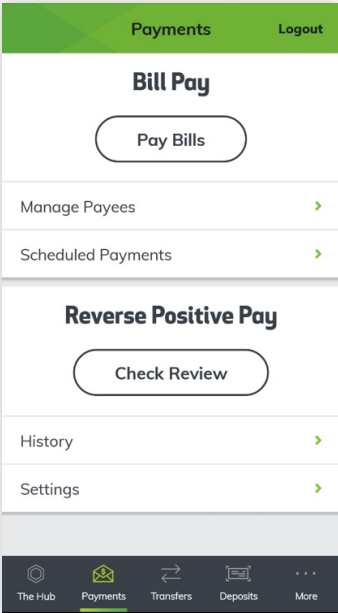 Payments Logout
Bill Pay
Pay Bills
Manage Payees
Scheduled Payments
Reverse Positive Pay
Check Review
History
Settings
The Hub Payments Transfers Deposits More